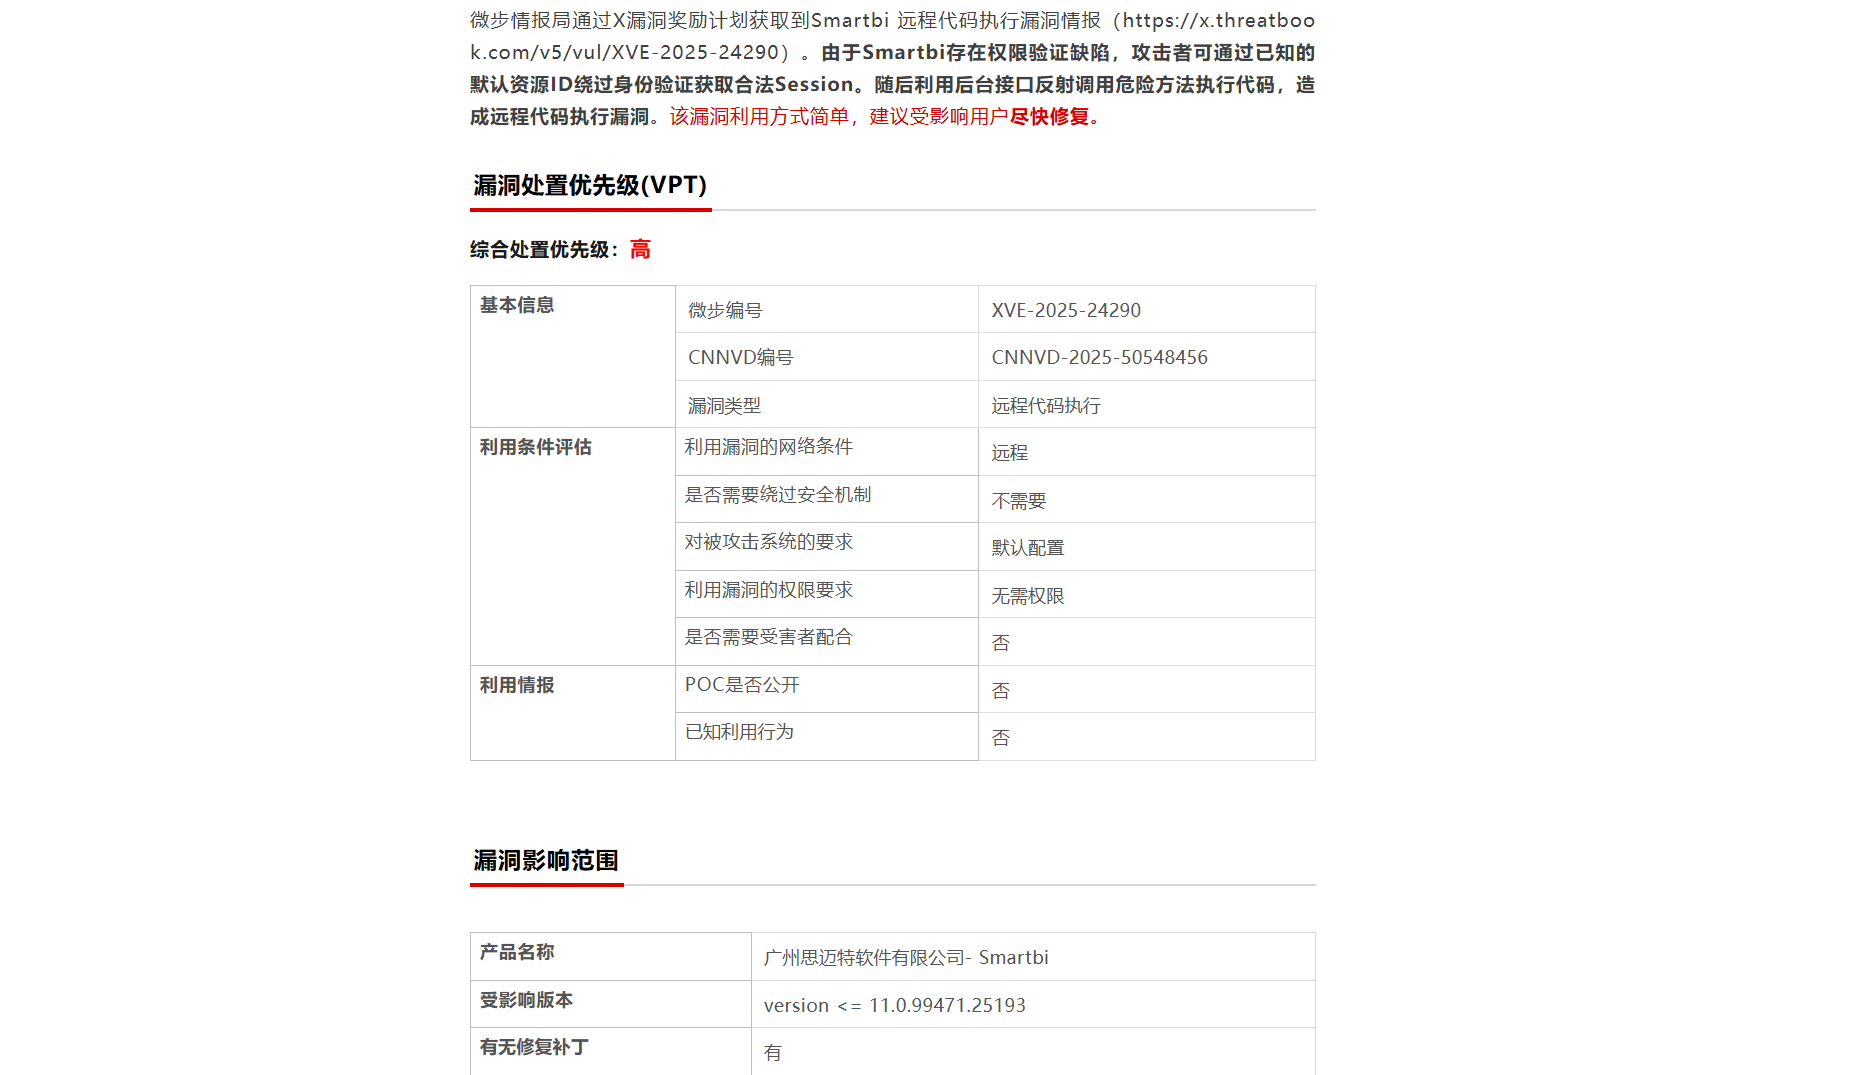 微步情报局通过X漏洞奖励计划获取到Smartbi 远程代码执行漏洞情报（https://x.threatboo
k.com/v5/vul/XVE-2025-24290）。由于Smartbi存在权限验证缺陷，攻击者可通过已知的
默认资源ID绕过身份验证获取合法Session。随后利用后台接口反射调用危险方法执行代码，造
成远程代码执行漏洞。该漏洞利用方式简单，建议受影响用户尽快修复。
漏洞处置优先级(VPT)
综合处置优先级：高
基本信息
微步编号 XVE-2025-24290
CNNVD编号 CNNVD-2025-50548456
漏洞类型 远程代码执行
利用条件评估
利用漏洞的网络条件 远程
是否需要绕过安全机制 不需要
对被攻击系统的要求 默认配置
利用漏洞的权限要求 无需权限
是否需要受害者配合 否
利用情报
POC是否公开 否
已知利用行为 否
漏洞影响范围
产品名称 广州思迈特软件有限公司- Smartbi
受影响版本 version <= 11.0.99471.25193
有无修复补丁 有